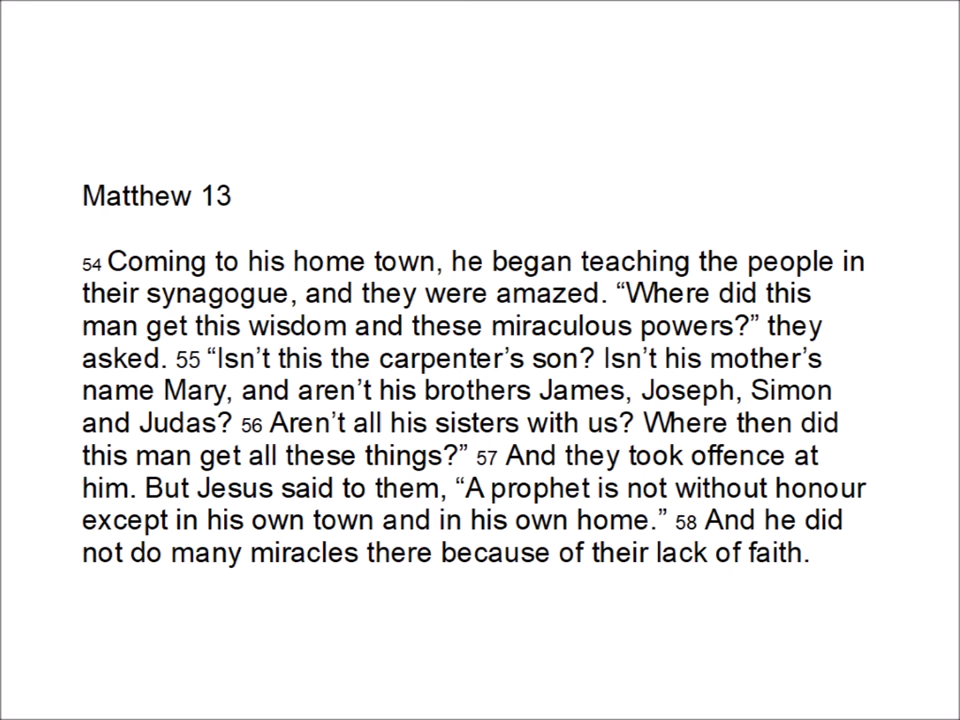 Matthew 13
54 Coming to his home town, he began teaching the people in
their synagogue, and they were amazed. “Where did this
man get this wisdom and these miraculous powers?” they
asked. 55 “Isn’t this the carpenter’s son? Isn’t his mother’s
name Mary, and aren’t his brothers James, Joseph, Simon
and Judas? 56 Aren’t all his sisters with us? Where then did
this man get all these things?” 57 And they took offence at
him. But Jesus said to them, “A prophet is not without honour
except in his own town and in his own home.” 58 And he did
not do many miracles there because of their lack of faith.